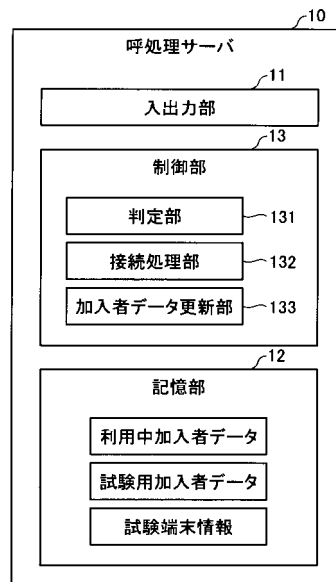 10
呼処理サーバ
11
入出力部
13
制御部
判定部
131
接続処理部
132
加入者データ更新部
133
12
記憶部
利用中加入者データ
試験用加入者データ
試験端末情報